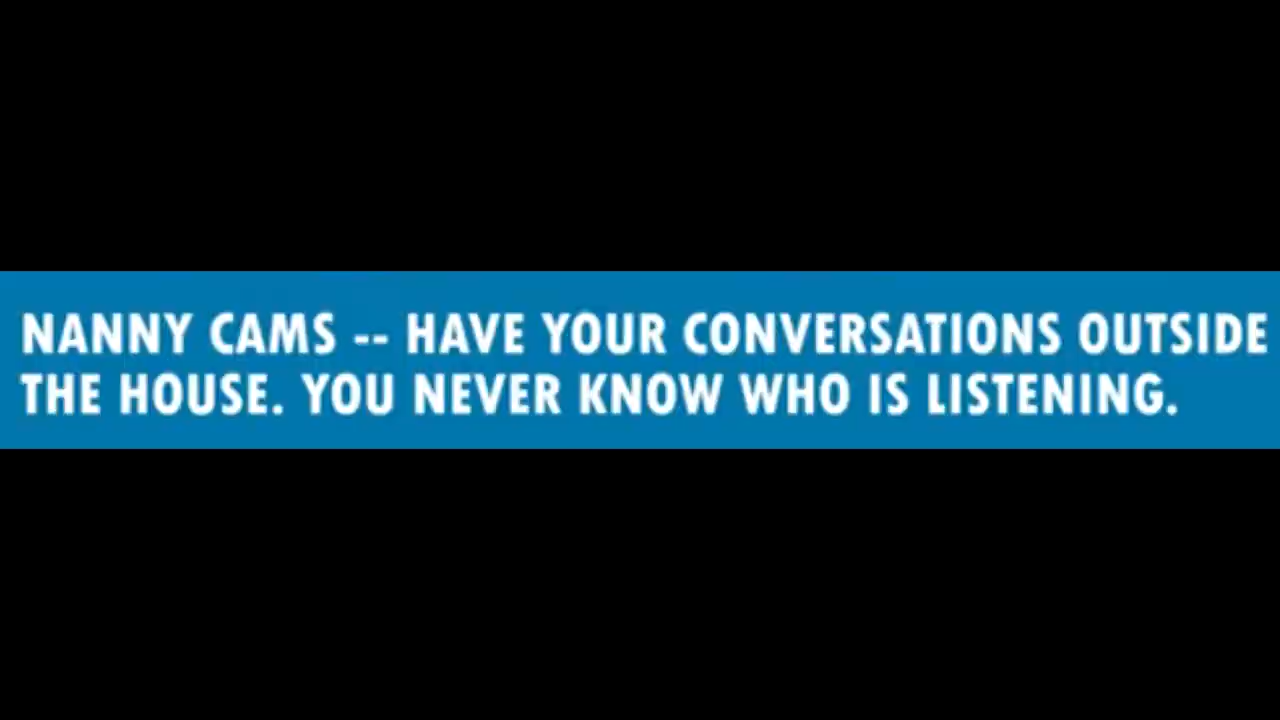 NANNY CAMS -- HAVE YOUR CONVERSATIONS OUTSIDE
THE HOUSE. YOU NEVER KNOW WHO IS LISTENING.